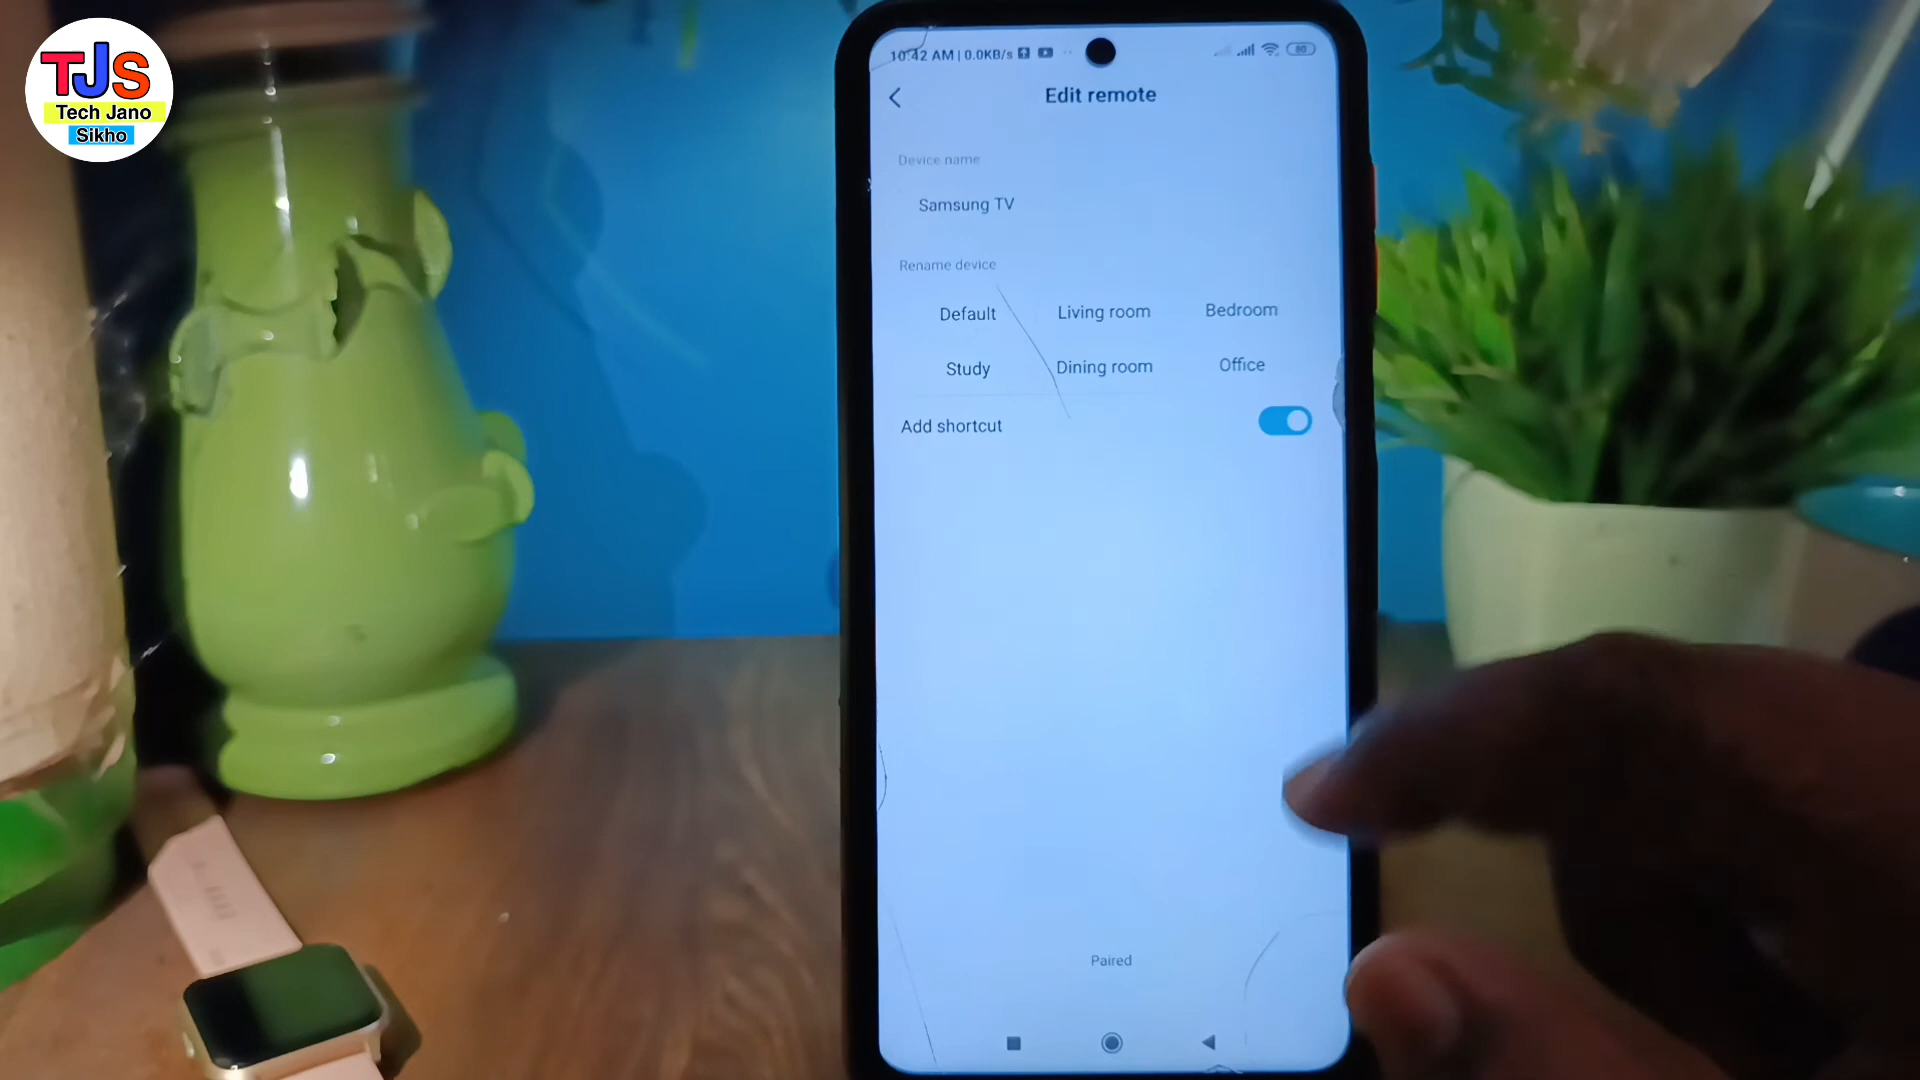 TJS
Tech Jano
Sikho
10:42 AM | 0.0KB/s
80
Edit remote
Device name
Samsung TV
Rename device
Default Living room Bedroom
Study Dining room Office
Add shortcut
Paired